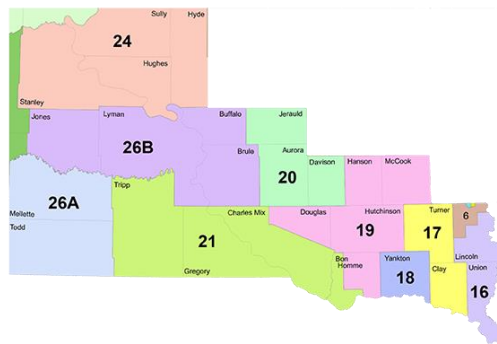 Sully
Hyde
24
Hughes
Stanley
Jones
Lyman
Buffalo
Jerauld
26B
Brule
Aurora
Davison
Hanson
McCook
20
Tripp
26A
Mellette
Todd
Charles Mix
Douglas
Hutchinson
Turner
6
21
19
17
Gregory
Bon
Homme
Yankton
Clay
Lincoln
Union
18
16